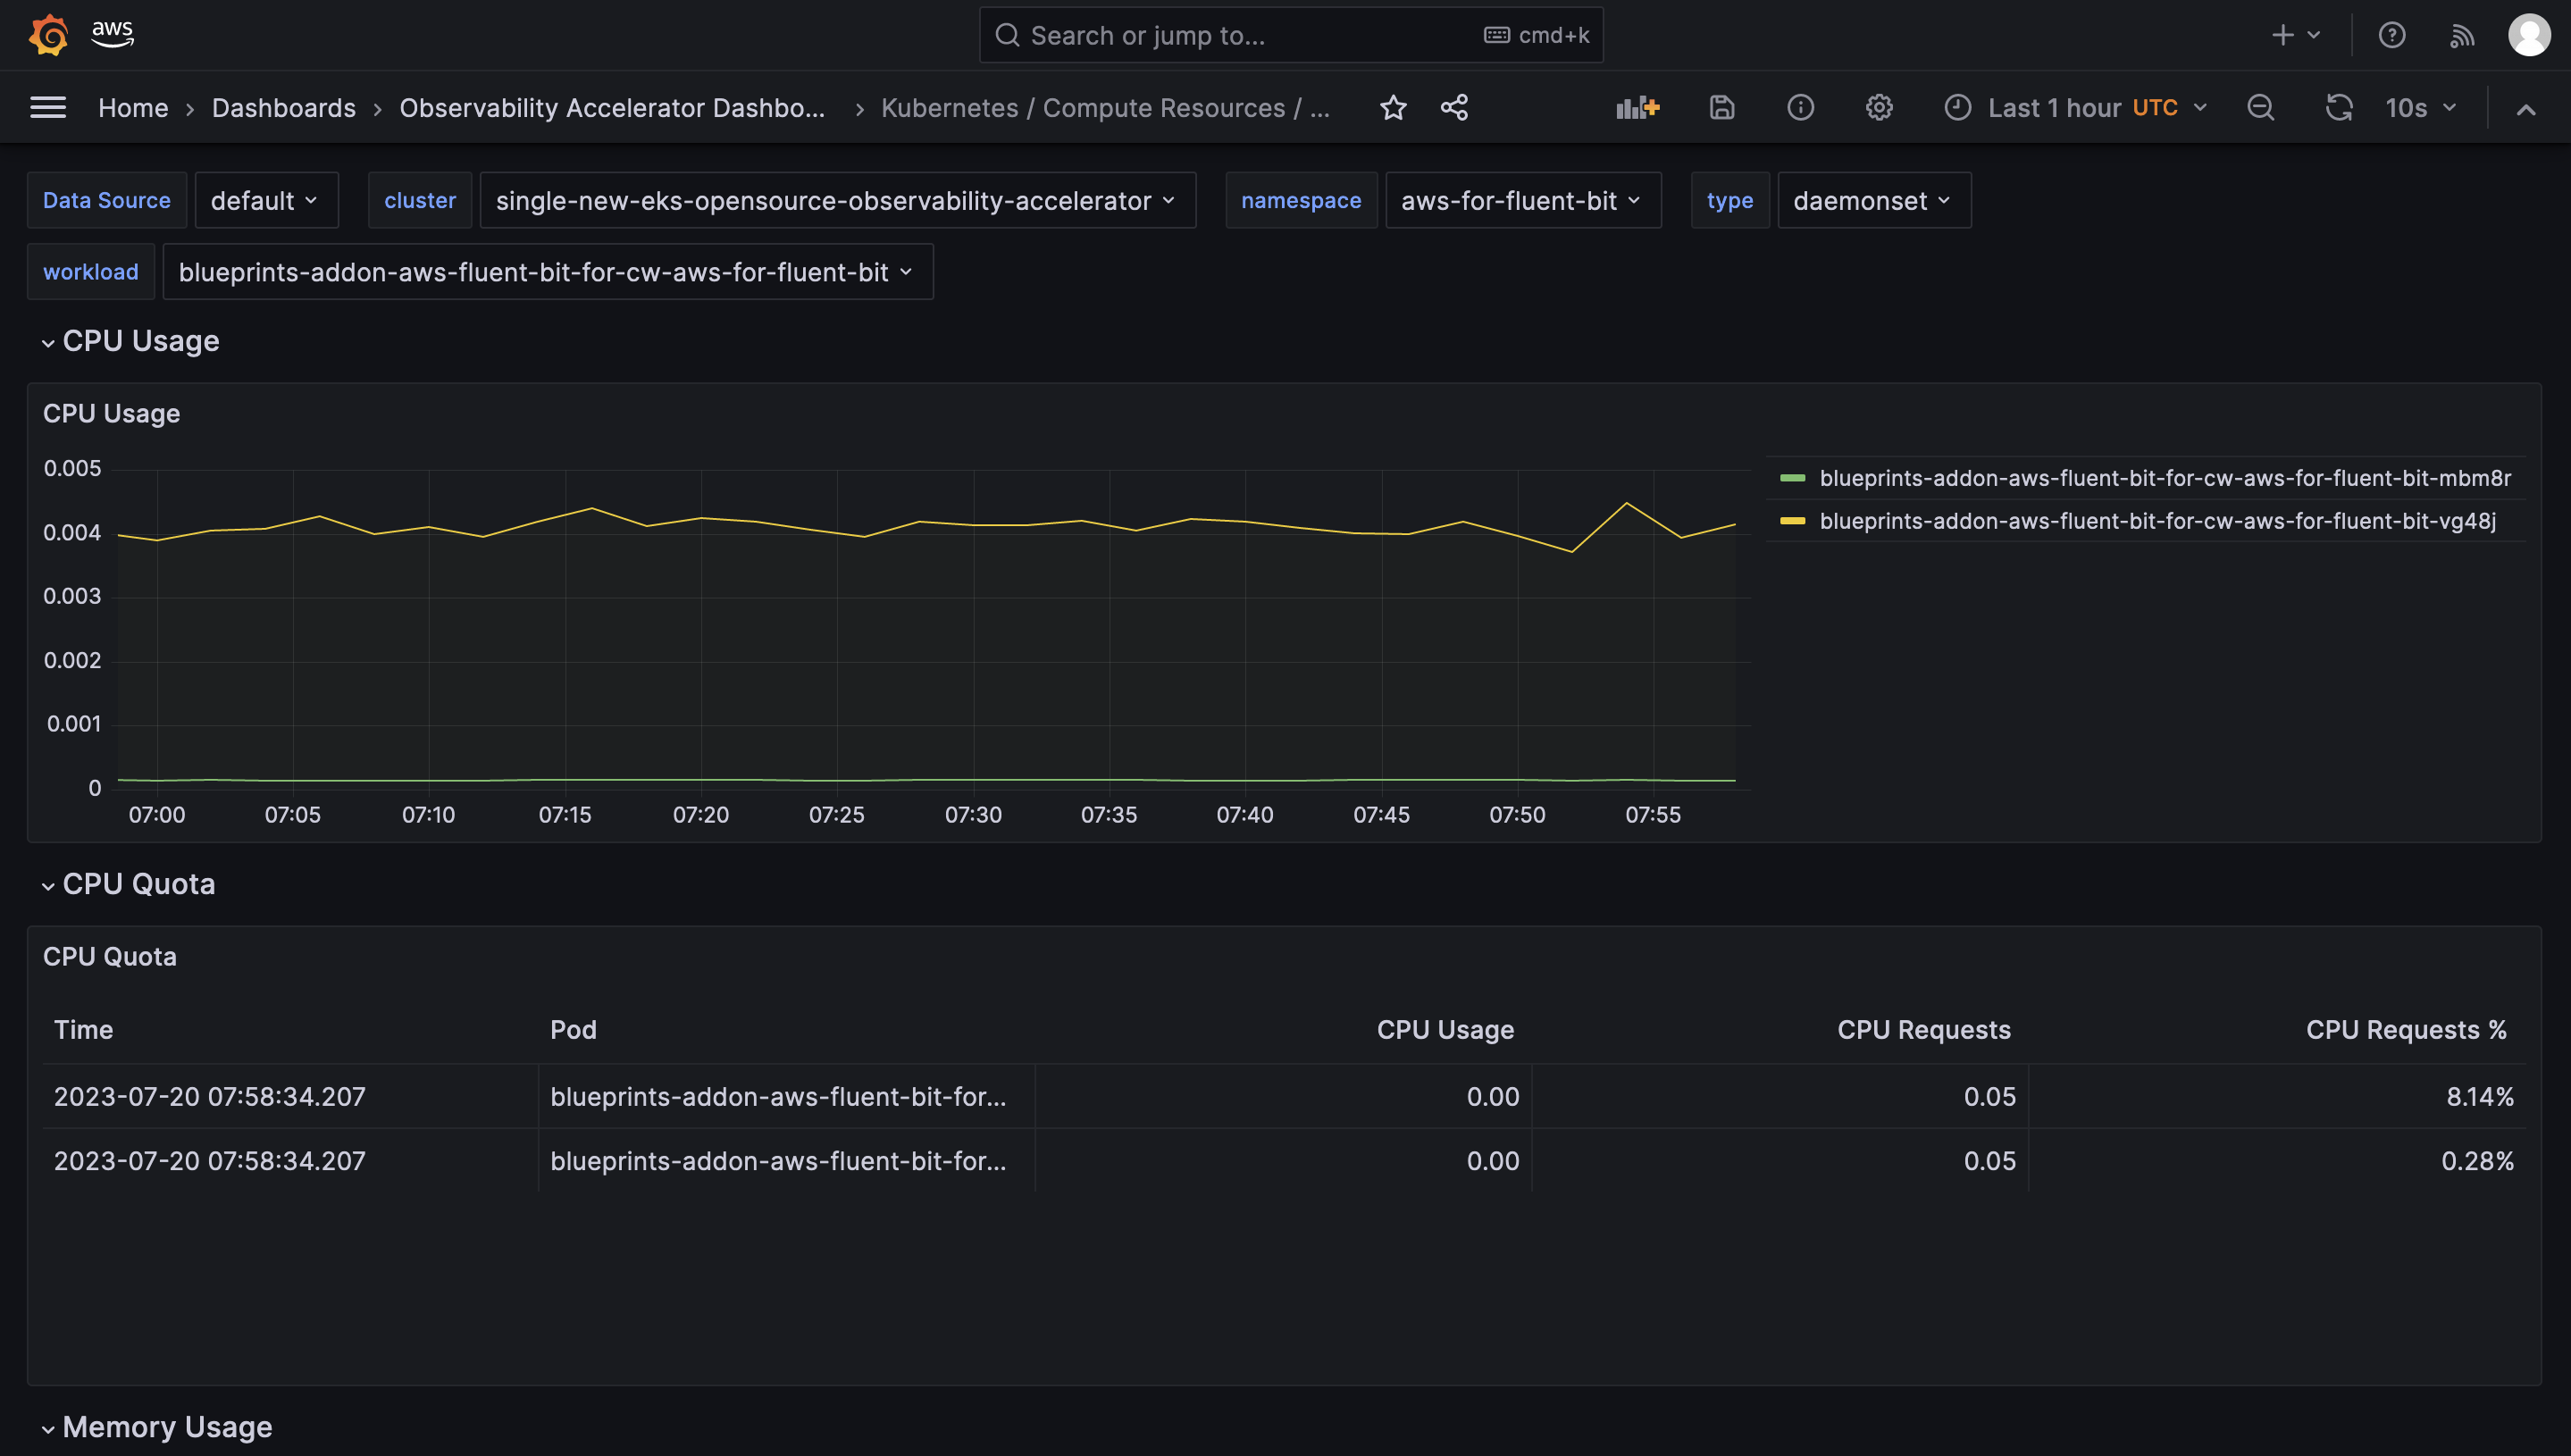 aws
Search or jump to... cmd+k
Home › Dashboards › Observability Accelerator Dashbo... › Kubernetes / Compute Resources / ... Last 1 hour UTC 10s
Data Source default cluster single-new-eks-opensource-observability-accelerator namespace aws-for-fluent-bit type daemonset
workload blueprints-addon-aws-fluent-bit-for-cw-aws-for-fluent-bit
CPU Usage
CPU Usage
0.005
0.004
0.003
0.002
0.001
0
07:00 07:05 07:10 07:15 07:20 07:25 07:30 07:35 07:40 07:45 07:50 07:55
blueprints-addon-aws-fluent-bit-for-cw-aws-for-fluent-bit-mbm8r
blueprints-addon-aws-fluent-bit-for-cw-aws-for-fluent-bit-vg48j
CPU Quota
CPU Quota
Time Pod CPU Usage CPU Requests CPU Requests %
2023-07-20 07:58:34.207 blueprints-addon-aws-fluent-bit-for... 0.00 0.05 8.14%
2023-07-20 07:58:34.207 blueprints-addon-aws-fluent-bit-for... 0.00 0.05 0.28%
Memory Usage